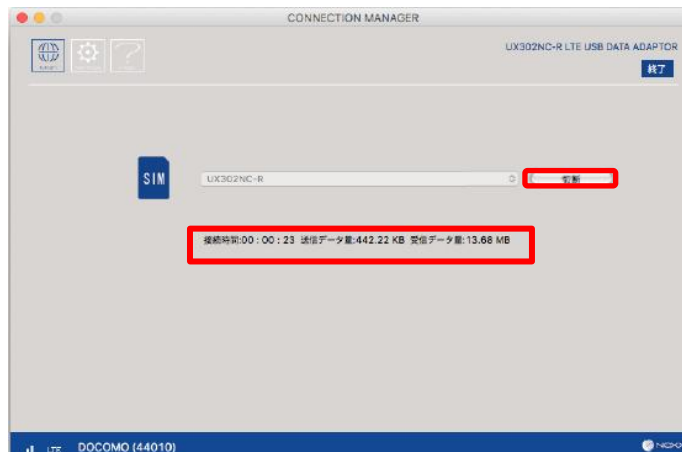 CONNECTION MANAGER
UX302NC-R LTE USB DATA ADAPTOR
終了
SIM
UX302NC-R
切断
接続時間:00 : 00 : 23 送信データ量:442.22 KB 受信データ量:13.68 MB
LTE DOCOMO (44010)